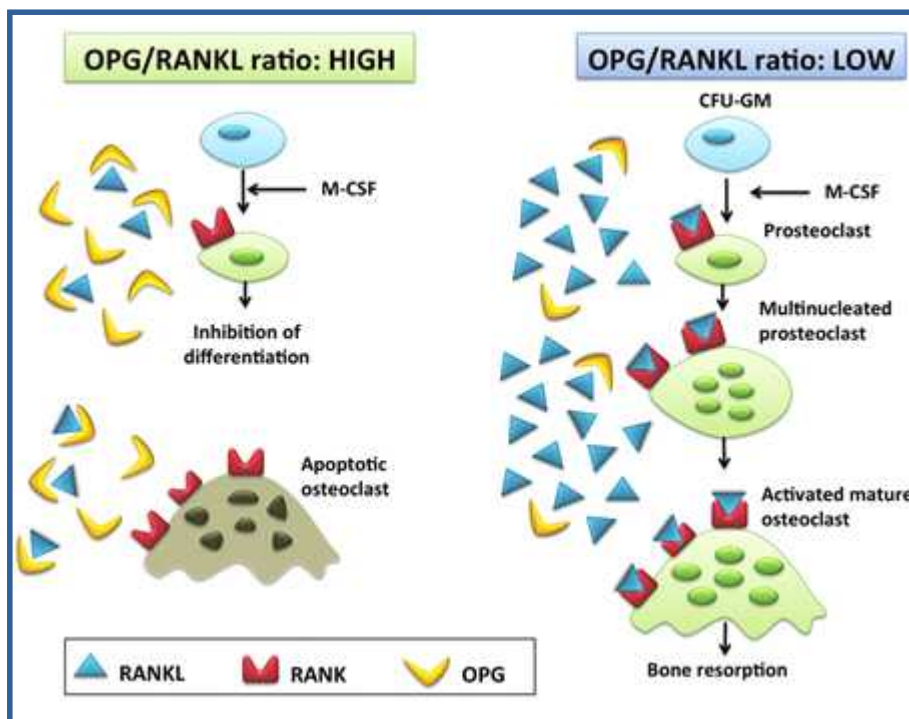 OPG/RANKL ratio: HIGH
M-CSF
Inhibition of
differentiation
Apoptotic
osteoclast
OPG/RANKL ratio: LOW
CFU-GM
M-CSF
Prosteoclast
Multinucleated
prosteoclast
Activated mature
osteoclast
Bone resorption
RANKL
RANK
OPG